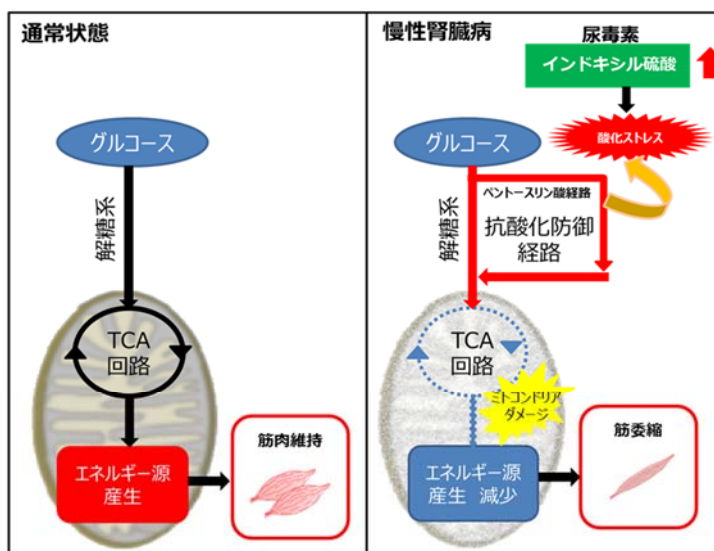 通常状態
グルコース
解糖系
TCA
回路
エネルギー源
産生
筋肉維持
慢性腎臓病
尿毒素
インドキシル硫酸
酸化ストレス
グルコース
ペントースリン酸経路
解糖系
抗酸化防御
経路
TCA
回路
ミトコンドリア
ダメージ
エネルギー源
産生 減少
筋委縮